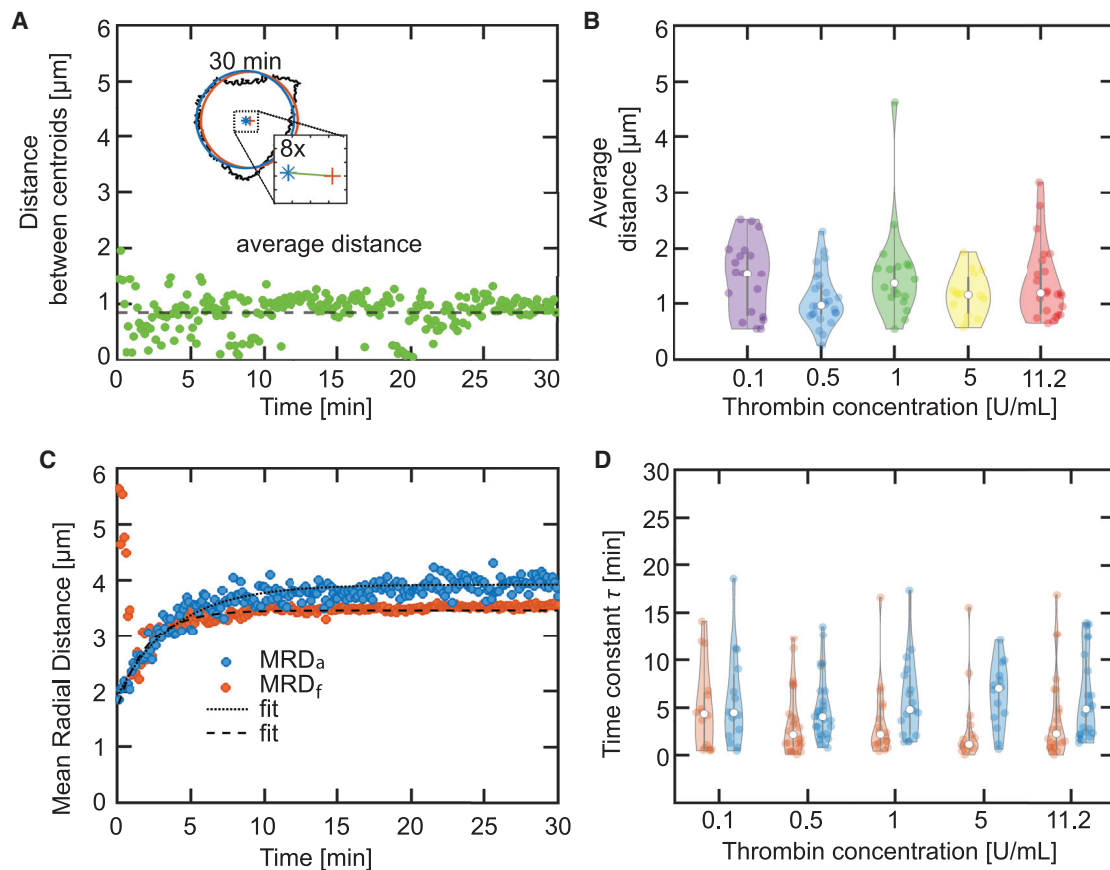 A
6
5
4
3
2
1
0
Distance
between centroids [µm]
30 min
8x
average distance
0
5
10
15
20
25
30
Time [min]
B
6
5
4
3
2
1
0
Average
distance [µm]
0.1
0.5
1
5
11.2
Thrombin concentration [U/mL]
C
6
5
4
3
2
1
0
Mean Radial Distance [µm]
MRDa
MRDf
fit
fit
0
5
10
15
20
25
30
Time [min]
D
30
25
20
15
10
5
0
Time constant τ [min]
0.1
0.5
1
5
11.2
Thrombin concentration [U/mL]